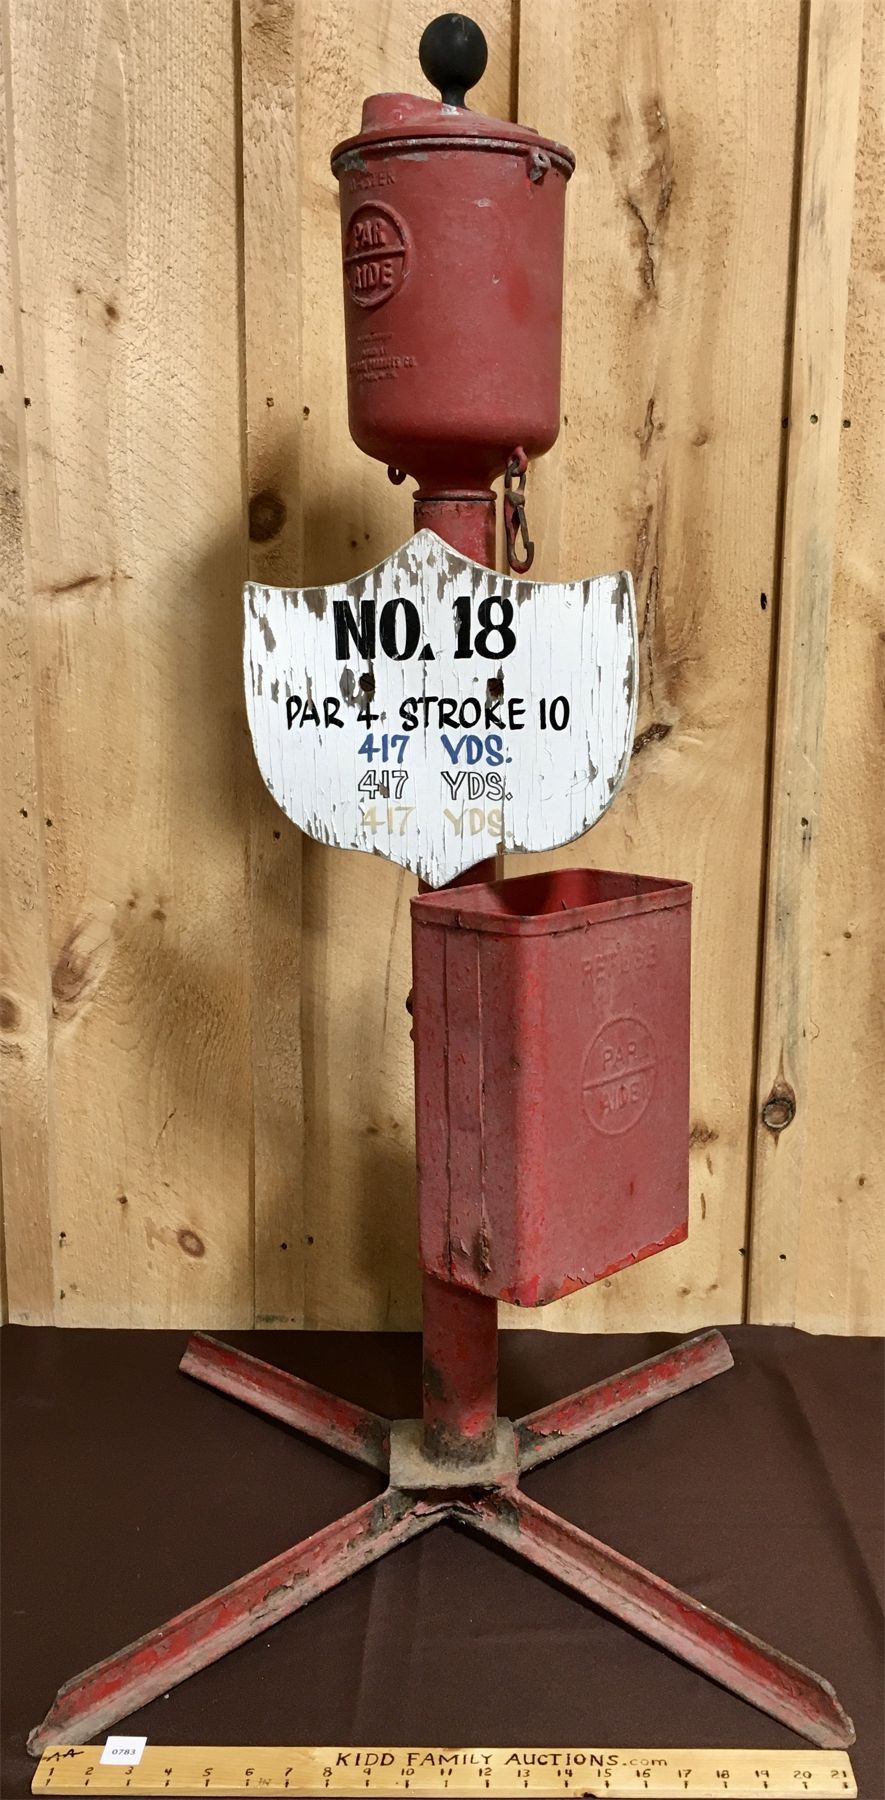 PAR
AIDE
NO. 18
PAR 4 STROKE 10
417 YDS.
417 YDS.
417 YDS.
REFUSE
PAR
AIDE
0783
KIDD FAMILY AUCTIONS.com
1 2 3 4 5 6 7 8 9 10 11 12 13 14 15 16 17 18 19 20 21